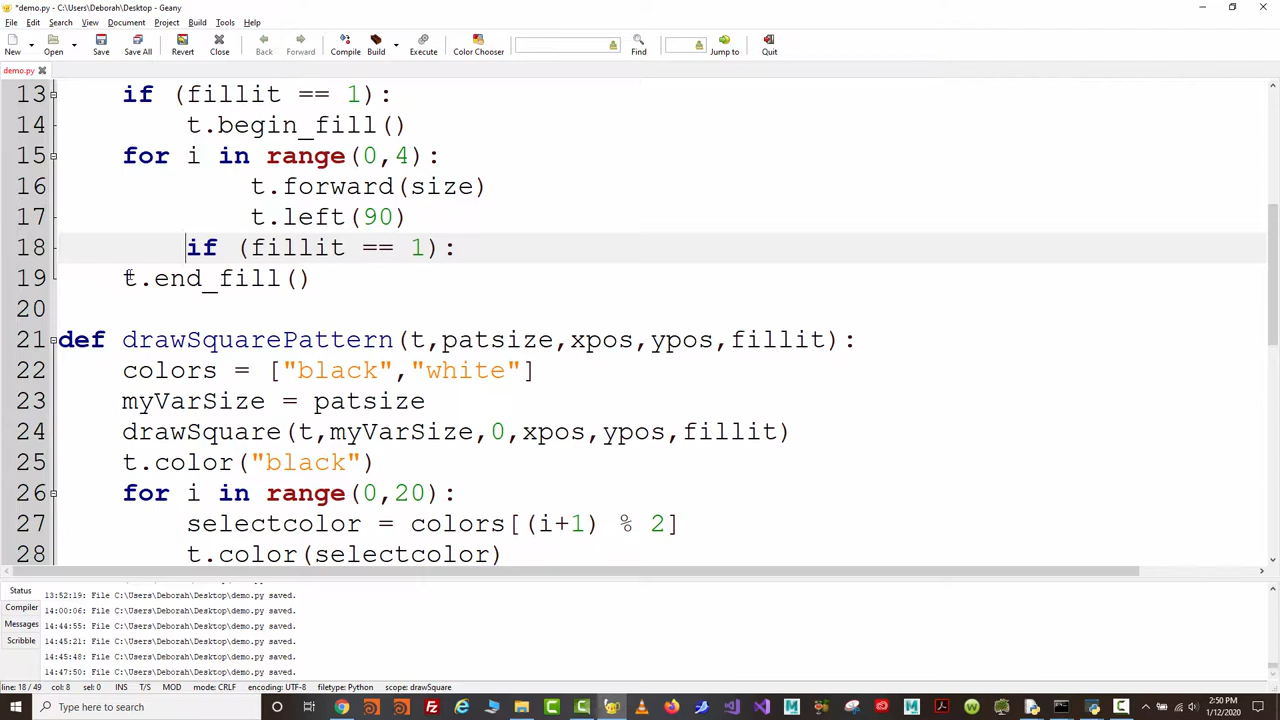 *demo.py - C:\Users\Deborah\Desktop - Geany
File Edit Search View Document Project Build Tools Help
New Open Save Save All Revert Close Back Forward Compile Build Execute Color Chooser Find Jump to Quit
demo.py
13 if (fillit == 1):
14 t.begin_fill()
15 for i in range(0,4):
16 t.forward(size)
17 t.left(90)
18 if (fillit == 1):
19 t.end_fill()
20
21 def drawSquarePattern(t,patsize,xpos,ypos,fillit):
22 colors = ["black","white"]
23 myVarSize = patsize
24 drawSquare(t,myVarSize,0,xpos,ypos,fillit)
25 t.color("black")
26 for i in range(0,20):
27 selectcolor = colors[(i+1) % 2]
28 t.color(selectcolor)
Status
Compiler
Messages
Scribble
13:52:19: File C:\Users\Deborah\Desktop\demo.py saved.
14:00:06: File C:\Users\Deborah\Desktop\demo.py saved.
14:44:55: File C:\Users\Deborah\Desktop\demo.py saved.
14:45:21: File C:\Users\Deborah\Desktop\demo.py saved.
14:45:48: File C:\Users\Deborah\Desktop\demo.py saved.
14:47:50: File C:\Users\Deborah\Desktop\demo.py saved.
line: 18 / 49 col: 8 sel: 0 INS T/S MOD mode: CRLF encoding: UTF-8 filetype: Python scope: drawSquare
Type here to search
2:50 PM
1/12/2020